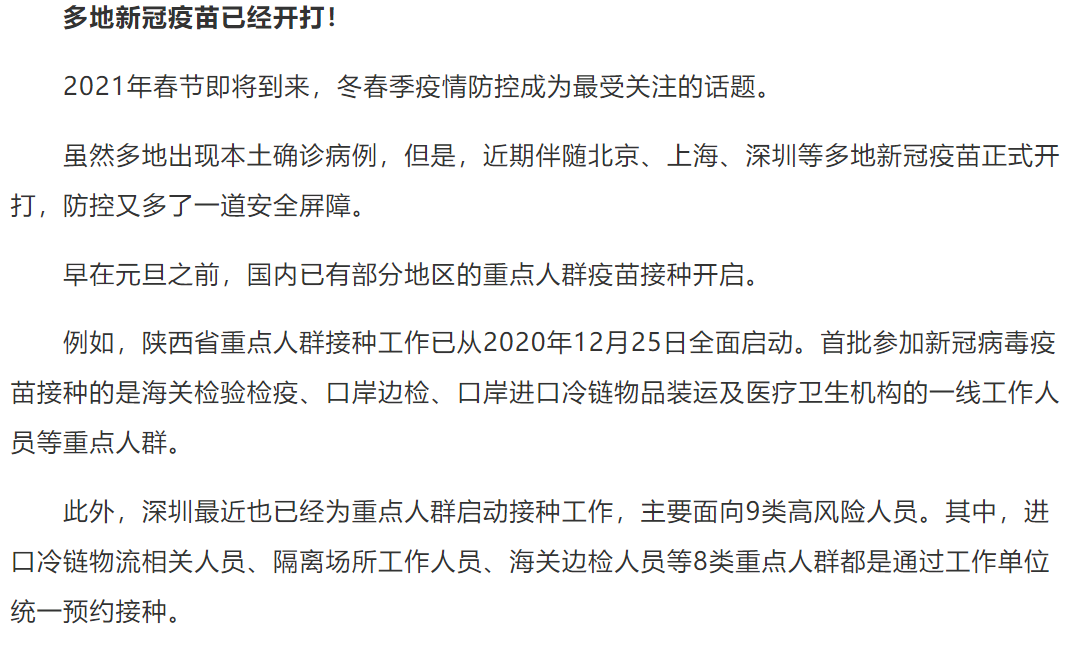 多地新冠疫苗已经开打！
2021年春节即将到来，冬春季疫情防控成为最受关注的话题。
虽然多地出现本土确诊病例，但是，近期伴随北京、上海、深圳等多地新冠疫苗正式开
打，防控又多了一道安全屏障。
早在元旦之前，国内已有部分地区的重点人群疫苗接种开启。
例如，陕西省重点人群接种工作已从2020年12月25日全面启动。首批参加新冠病毒疫
苗接种的是海关检验检疫、口岸边检、口岸进口冷链物品装运及医疗卫生机构的一线工作人
员等重点人群。
此外，深圳最近也已经为重点人群启动接种工作，主要面向9类高风险人员。其中，进
口冷链物流相关人员、隔离场所工作人员、海关边检人员等8类重点人群都是通过工作单位
统一预约接种。